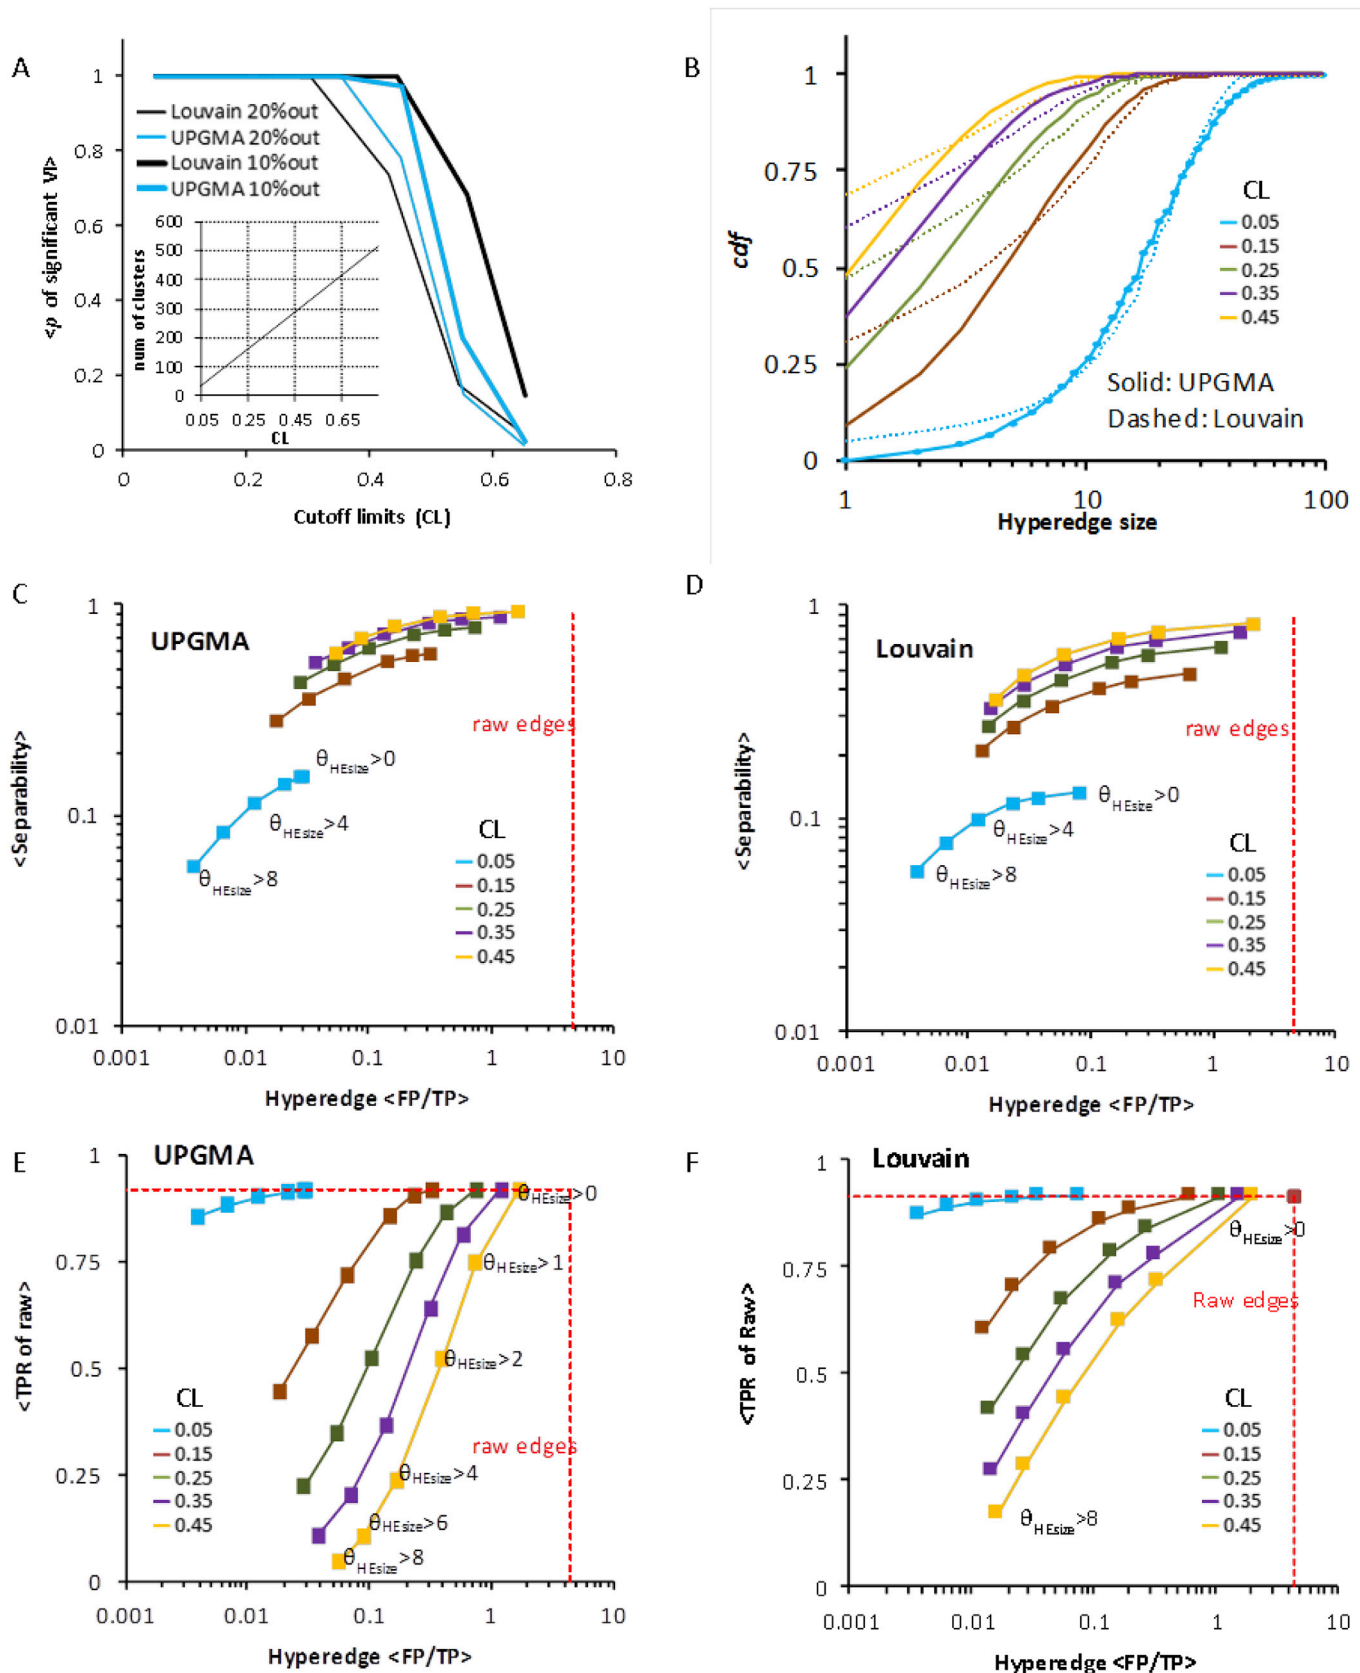 A
1
0.8
0.6
0.4
0.2
0
<p of significant VI>
Louvain 20%out
UPGMA 20%out
Louvain 10%out
UPGMA 10%out
600
500
400
300
200
100
0
num of clusters
0.05 0.25 0.45 0.65
CL
0 0.2 0.4 0.6 0.8
Cutoff limits (CL)
B
1
0.75
0.5
0.25
0
cdf
CL
0.05
0.15
0.25
0.35
0.45
Solid: UPGMA
Dashed: Louvain
1 10 100
Hyperedge size
C
UPGMA
1
0.1
0.01
<Separability>
raw edges
θHEsize>0
θHEsize>4
θHEsize>8
CL
0.05
0.15
0.25
0.35
0.45
0.001 0.01 0.1 1 10
Hyperedge <FP/TP>
D
Louvain
1
0.1
0.01
<Separability>
raw edges
θHEsize>0
θHEsize>4
θHEsize>8
CL
0.05
0.15
0.25
0.35
0.45
0.001 0.01 0.1 1 10
Hyperedge <FP/TP>
E
UPGMA
1
0.75
0.5
0.25
0
<TPR of raw>
θHEsize>0
θHEsize>1
θHEsize>2
raw edges
θHEsize>4
θHEsize>6
θHEsize>8
CL
0.05
0.15
0.25
0.35
0.45
0.001 0.01 0.1 1 10
Hyperedge <FP/TP>
F
Louvain
1
0.75
0.5
0.25
0
<TPR of Raw>
θHEsize>0
Raw edges
θHEsize>8
CL
0.05
0.15
0.25
0.35
0.45
0.001 0.01 0.1 1 10
Hyperedge <FP/TP>